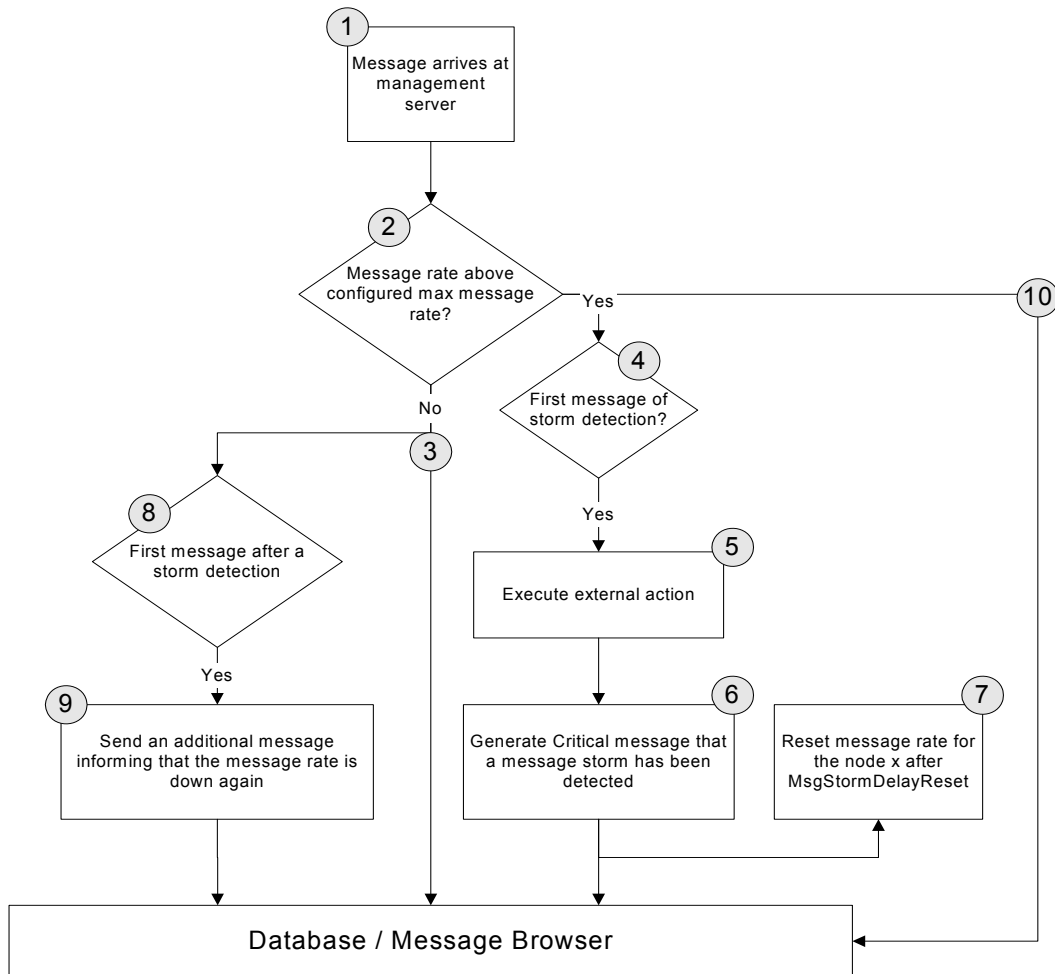 1
Message arrives at
management
server
2
Message rate above
configured max message
rate?
10
Yes
4
First message of
storm detection?
No
3
8
First message after a
storm detection
Yes
5
Execute external action
Yes
9
Send an additional message
informing that the message rate is
down again
6
Generate Critical message that
a message storm has been
detected
7
Reset message rate for
the node x after
MsgStormDelayReset
Database / Message Browser